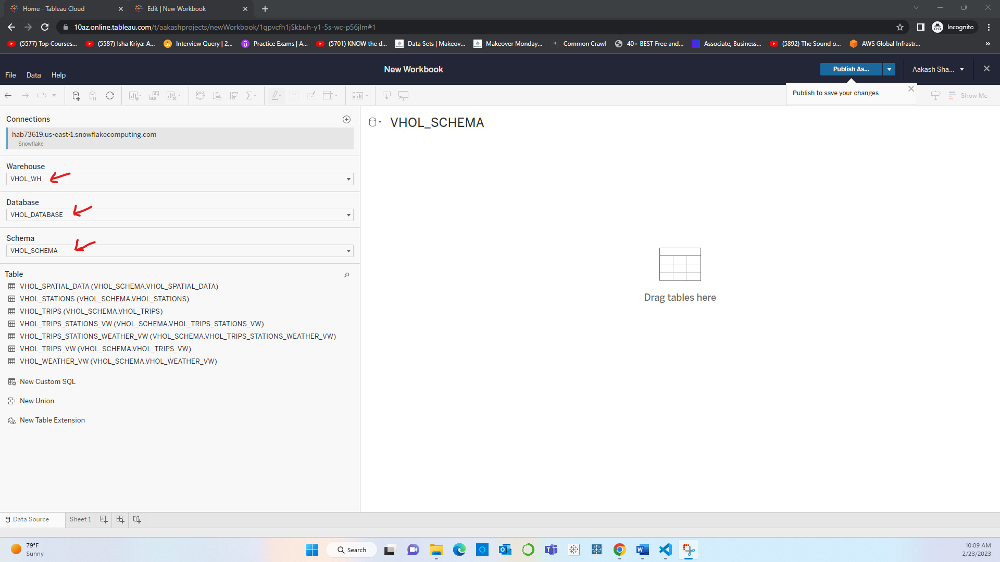 Home - Tableau Cloud
Edit | New Workbook
10az.online.tableau.com/t/aakashprojects/newWorkbook/1gpvcfh1j$kbuh-y1-5s-wc-p56jlm#1
Incognito
(5577) Top Courses...
(5587) Isha Kriya: A...
Interview Query | 2...
Practice Exams | A...
(5701) KNOW the d...
Data Sets | Makeov...
Makeover Monday...
Common Crawl
40+ BEST Free and...
Associate, Business...
(5892) The Sound o...
AWS Global Infrastr...
»
New Workbook
Publish As...
Aakash Sha...
File Data Help
Publish to save your changes
Show Me
Connections
hab73619.us-east-1.snowflakecomputing.com
Snowflake
VHOL_SCHEMA
Warehouse
VHOL_WH
Database
VHOL_DATABASE
Schema
VHOL_SCHEMA
Table
VHOL_SPATIAL_DATA (VHOL_SCHEMA.VHOL_SPATIAL_DATA)
VHOL_STATIONS (VHOL_SCHEMA.VHOL_STATIONS)
VHOL_TRIPS (VHOL_SCHEMA.VHOL_TRIPS)
VHOL_TRIPS_STATIONS_VW (VHOL_SCHEMA.VHOL_TRIPS_STATIONS_VW)
VHOL_TRIPS_STATIONS_WEATHER_VW (VHOL_SCHEMA.VHOL_TRIPS_STATIONS_WEATHER_VW)
VHOL_TRIPS_VW (VHOL_SCHEMA.VHOL_TRIPS_VW)
VHOL_WEATHER_VW (VHOL_SCHEMA.VHOL_WEATHER_VW)
New Custom SQL
New Union
New Table Extension
Drag tables here
Data Source
Sheet 1
79°F
Sunny
Search
10:09 AM
2/23/2023